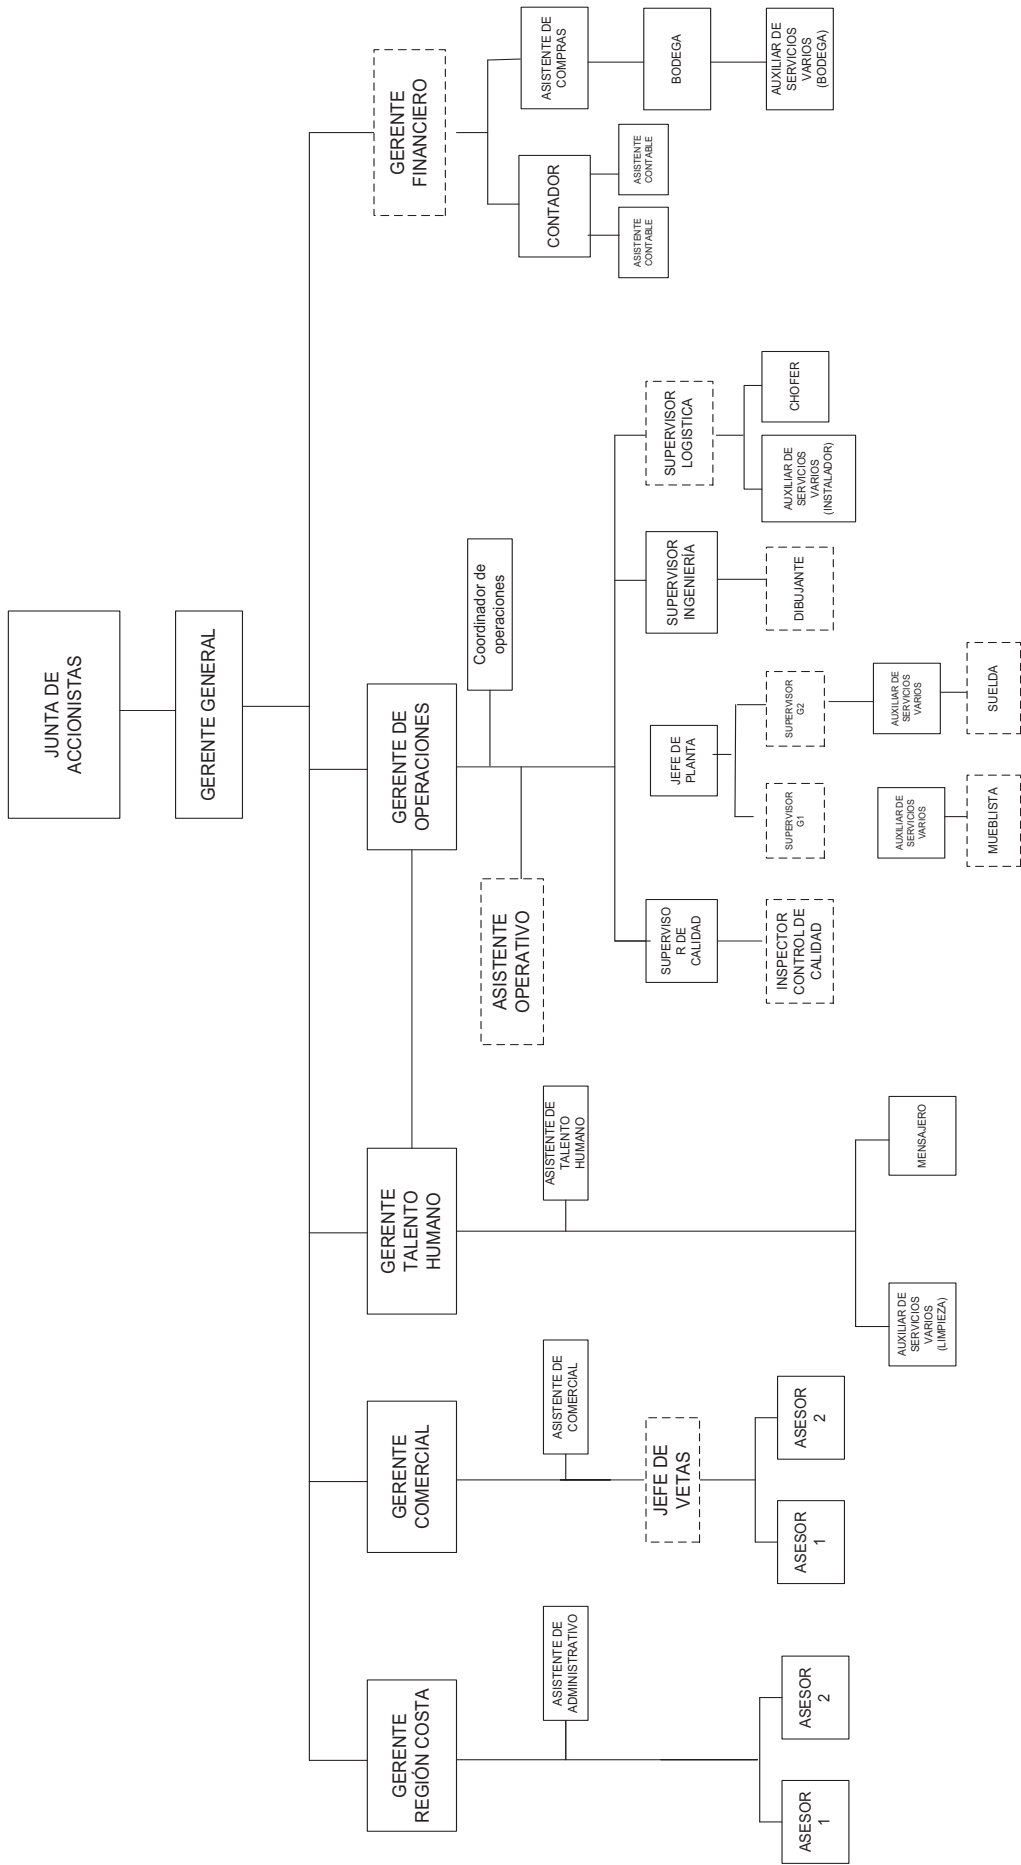 JUNTA DE
ACCIONISTAS
GERENTE GENERAL
GERENTE
REGIÓN COSTA
GERENTE
COMERCIAL
GERENTE
TALENTO
HUMANO
GERENTE DE
OPERACIONES
GERENTE
FINANCIERO
Coordinador de
operaciones
ASISTENTE
OPERATIVO
ASISTENTE DE
ADMINISTRATIVO
ASISTENTE DE
COMERCIAL
ASISTENTE DE
TALENTO
HUMANO
CONTADOR
ASISTENTE DE
COMPRAS
ASISTENTE
CONTABLE
ASISTENTE
CONTABLE
JEFE DE
VETAS
SUPERVISO
R DE
CALIDAD
JEFE DE
PLANTA
SUPERVISOR
INGENIERÍA
SUPERVISOR
LOGISTICA
BODEGA
ASESOR
1
ASESOR
2
ASESOR
1
ASESOR
2
INSPECTOR
CONTROL DE
CALIDAD
SUPERVISOR
G1
SUPERVISOR
G2
DIBUJANTE
AUXILIAR DE
SERVICIOS
VARIOS
(INSTALADOR)
CHOFER
AUXILIAR DE
SERVICIOS
VARIOS
(BODEGA)
AUXILIAR DE
SERVICIOS
VARIOS
(LIMPIEZA)
MENSAJERO
AUXILIAR DE
SERVICIOS
VARIOS
AUXILIAR DE
SERVICIOS
VARIOS
MUEBLISTA
SUELDA